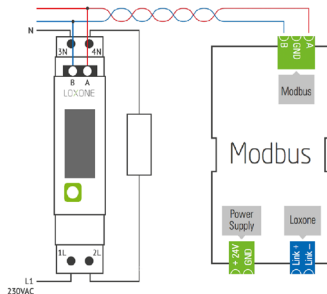 N
3N 4N
B A
LOXONE
1L 2L
L1
230VAC
B GND A
Modbus
Modbus
Power
Supply
Loxone
+ 24V
GND
Link +
Link −